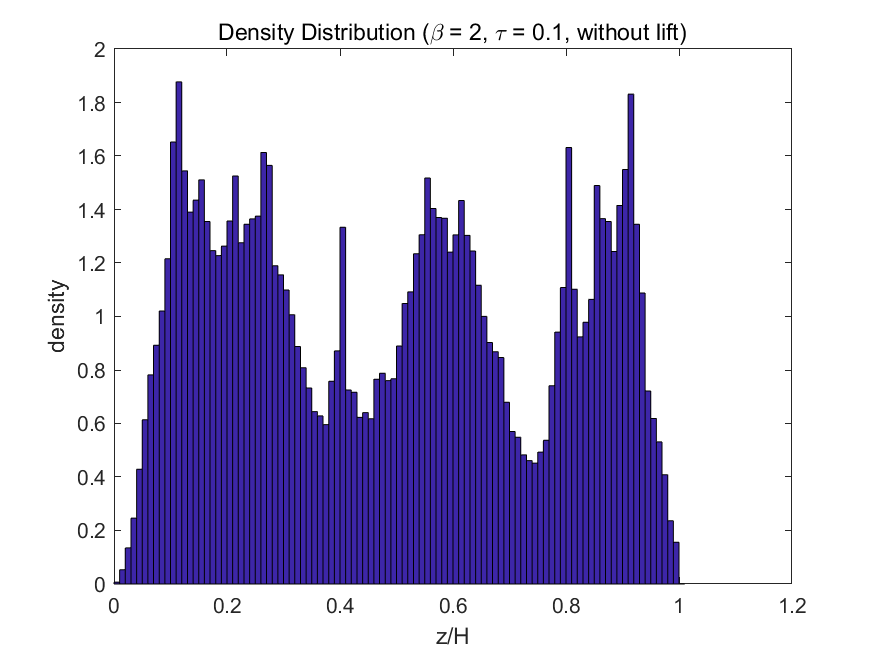 Density Distribution (β = 2, τ = 0.1, without lift)
2
1.8
1.6
1.4
1.2
1
0.8
0.6
0.4
0.2
0
density
0 0.2 0.4 0.6 0.8 1 1.2
z/H